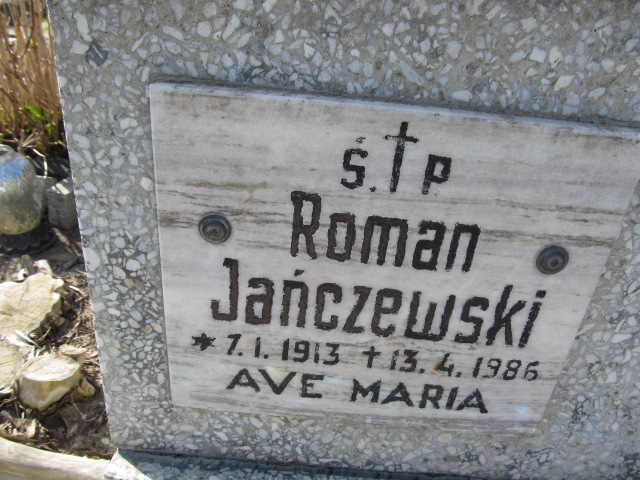 Ś. † P
Roman
Jańczewski
* 7. 1. 1913 † 13. 4. 1986
AVE MARIA